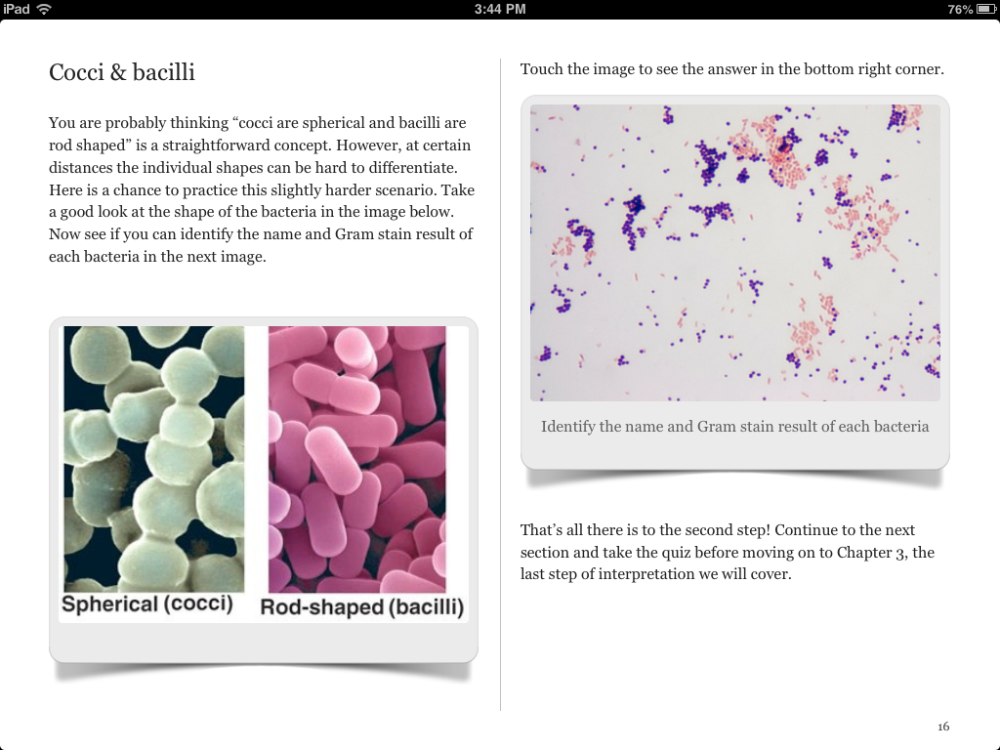 iPad
3:44 PM
76%
Cocci & bacilli
You are probably thinking “cocci are spherical and bacilli are
rod shaped” is a straightforward concept. However, at certain
distances the individual shapes can be hard to differentiate.
Here is a chance to practice this slightly harder scenario. Take
a good look at the shape of the bacteria in the image below.
Now see if you can identify the name and Gram stain result of
each bacteria in the next image.
Spherical (cocci)
Rod-shaped (bacilli)
Touch the image to see the answer in the bottom right corner.
Identify the name and Gram stain result of each bacteria
That’s all there is to the second step! Continue to the next
section and take the quiz before moving on to Chapter 3, the
last step of interpretation we will cover.
16